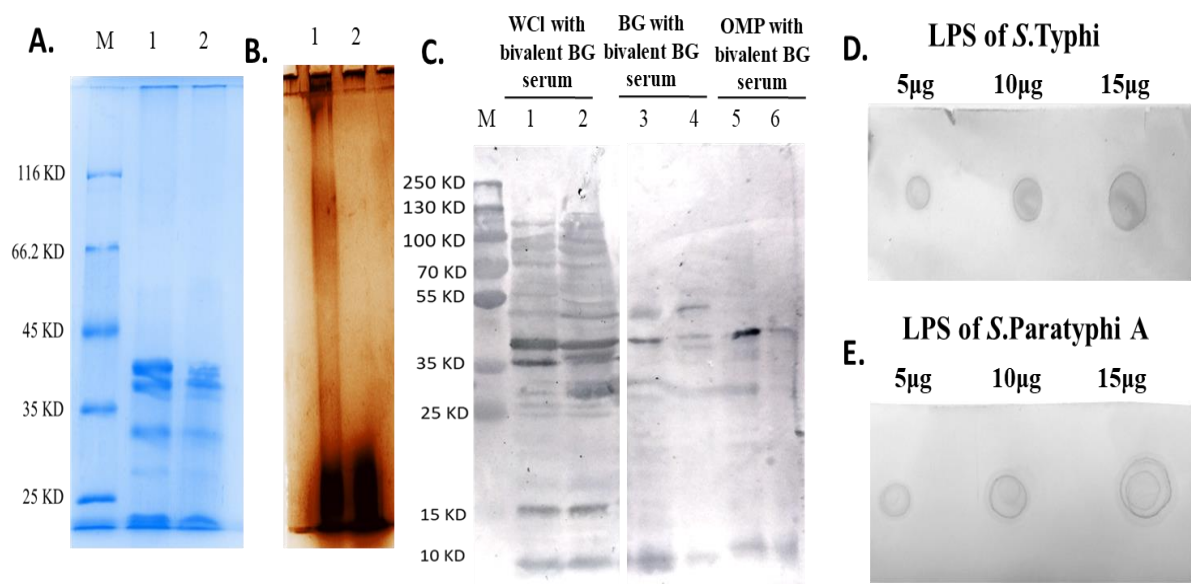 A.
M 1 2
116 KD
66.2 KD
45 KD
35 KD
25 KD
B.
1 2
C.
WCl with bivalent BG serum
BG with bivalent BG serum
OMP with bivalent BG serum
M 1 2 3 4 5 6
250 KD
130 KD
100 KD
70 KD
55 KD
35 KD
25 KD
15 KD
10 KD
D.
LPS of S.Typhi
5μg 10μg 15μg
E.
LPS of S.Paratyphi A
5μg 10μg 15μg